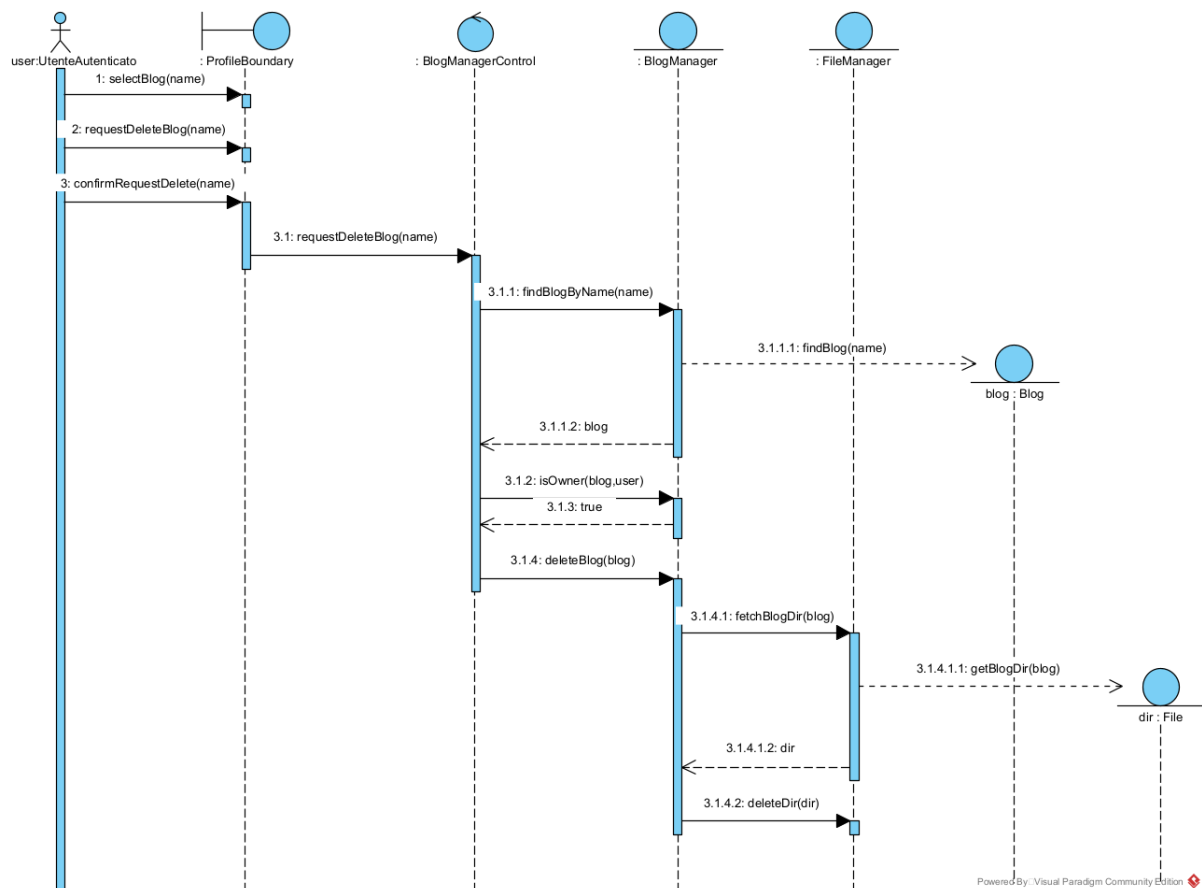 user:UtenteAutenticato
: ProfileBoundary
: BlogManagerControl
: BlogManager
: FileManager
1: selectBlog(name)
2: requestDeleteBlog(name)
3: confirmRequestDelete(name)
3.1: requestDeleteBlog(name)
3.1.1: findBlogByName(name)
3.1.1.1: findBlog(name)
blog : Blog
3.1.1.2: blog
3.1.2: isOwner(blog,user)
3.1.3: true
3.1.4: deleteBlog(blog)
3.1.4.1: fetchBlogDir(blog)
3.1.4.1.1: getBlogDir(blog)
dir : File
3.1.4.1.2: dir
3.1.4.2: deleteDir(dir)
Powered By Visual Paradigm Community Edition